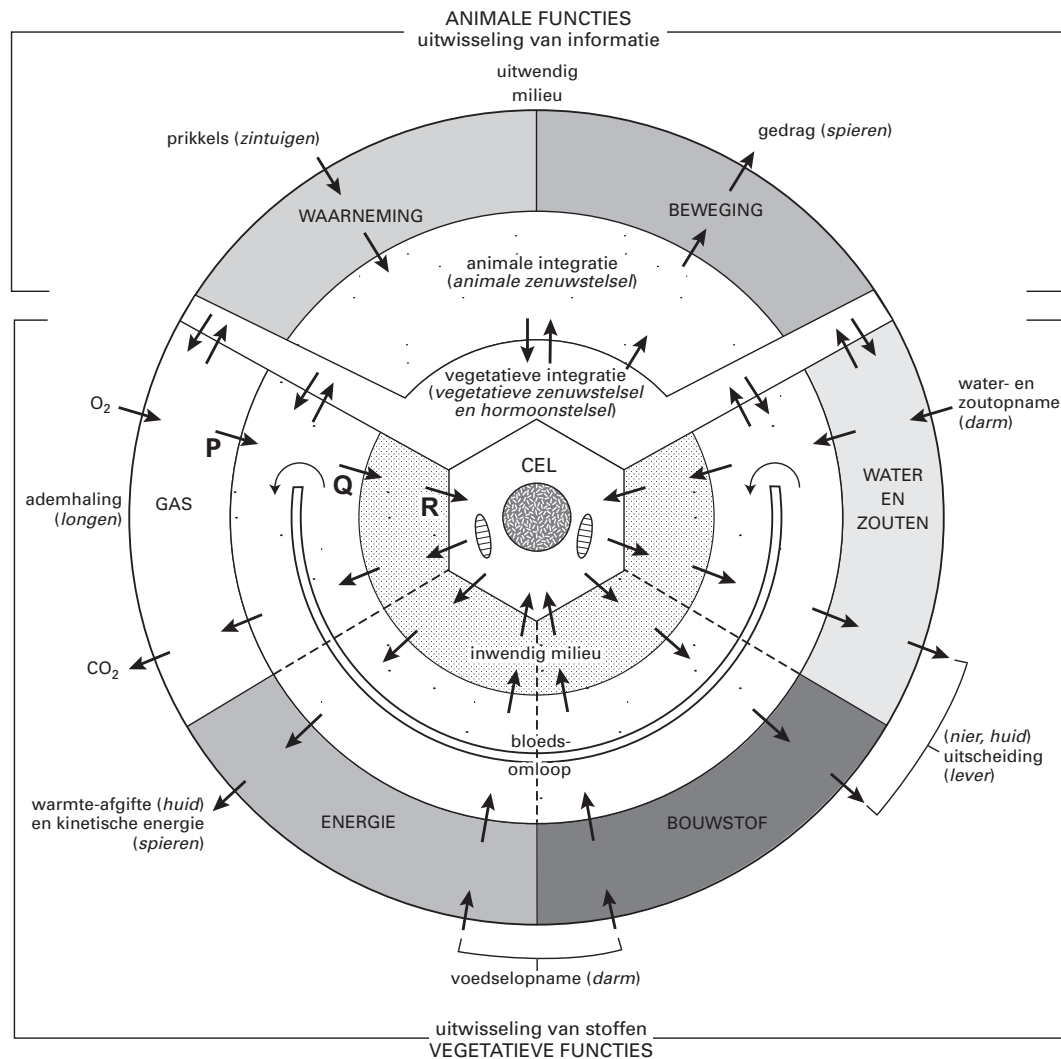 ANIMALE FUNCTIES
uitwisseling van informatie
uitwendig
milieu
prikkels (zintuigen)
gedrag (spieren)
WAARNEMING
BEWEGING
animale integratie
(animale zenuwstelsel)
vegetatieve integratie
(vegetatieve zenuwstelsel
en hormoonstelsel)
O2
water- en
zoutopname
(darm)
P
Q
R
CEL
ademhaling
(longen)
GAS
WATER
EN
ZOUTEN
CO2
inwendig milieu
bloeds-
omloop
(nier, huid)
uitscheiding
(lever)
warmte-afgifte (huid)
en kinetische energie
(spieren)
ENERGIE
BOUWSTOF
voedselopname (darm)
uitwisseling van stoffen
VEGETATIEVE FUNCTIES